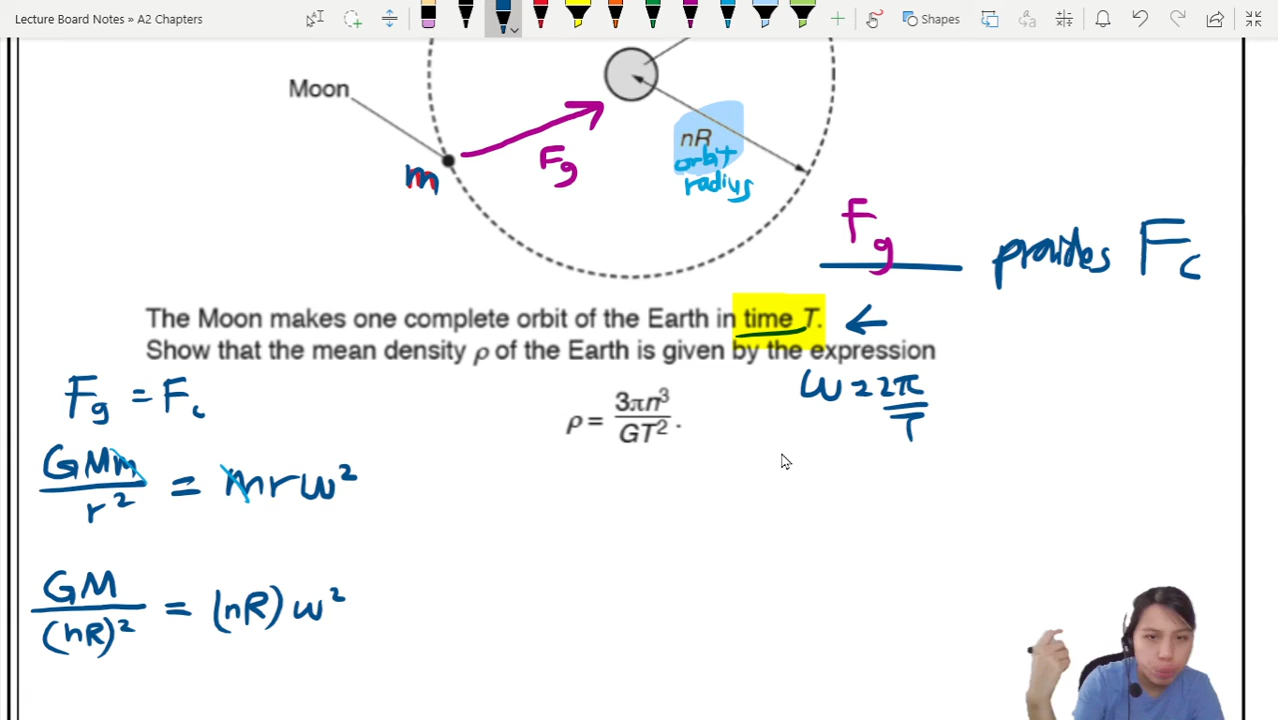 Lecture Board Notes » A2 Chapters
Shapes
Moon
m
Fg
nR
orbit
radius
Fg provides Fc
The Moon makes one complete orbit of the Earth in time T.
Show that the mean density ρ of the Earth is given by the expression
ρ = 3πn³ / GT² .
ω = 2π / T
Fg = Fc
GMm / r² = mrω²
GM / (nR)² = (nR) ω²